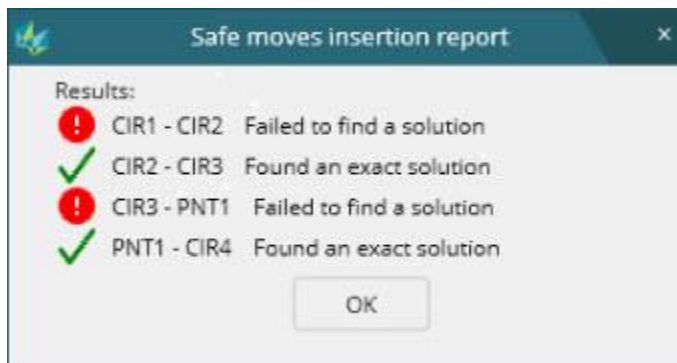 Safe moves insertion report
Results:
CIR1 - CIR2 Failed to find a solution
CIR2 - CIR3 Found an exact solution
CIR3 - PNT1 Failed to find a solution
PNT1 - CIR4 Found an exact solution
OK